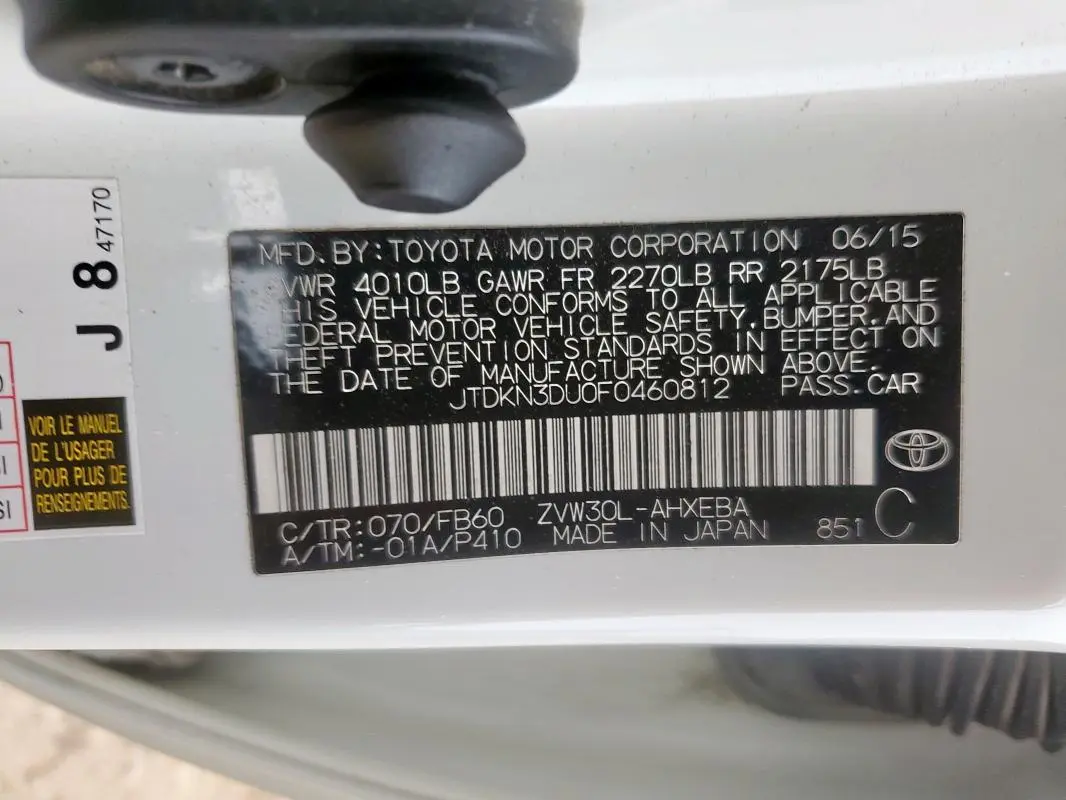 MFD. BY: TOYOTA MOTOR CORPORATION 06/15
GVWR 4010LB GAWR FR 2270LB RR 2175LB
THIS VEHICLE CONFORMS TO ALL APPLICABLE
FEDERAL MOTOR VEHICLE SAFETY, BUMPER, AND
THEFT PREVENTION STANDARDS IN EFFECT ON
THE DATE OF MANUFACTURE SHOWN ABOVE.
JTDKN3DU0F0460812 PASS. CAR
C/TR: 070/FB60 ZVW30L-AHXEBA
A/TM: -01A/P410 MADE IN JAPAN 851 C
J 8 47170
VOIR LE MANUEL
DE L'USAGER
POUR PLUS DE
RENSEIGNEMENTS.